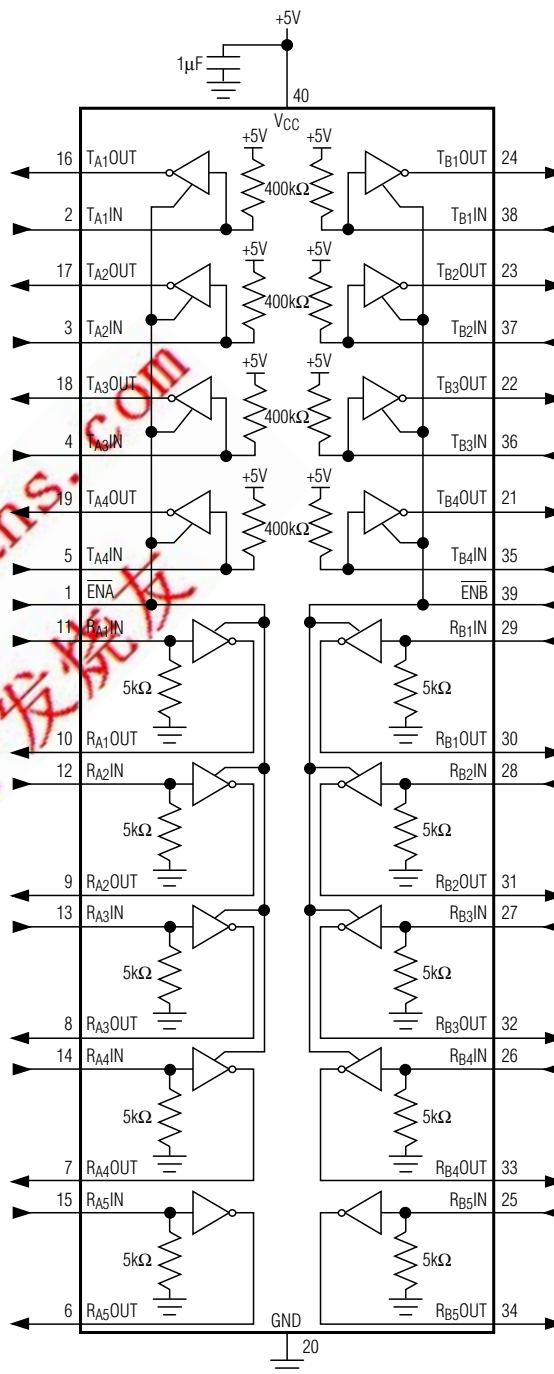 +5V
1µF
40
VCC
+5V +5V
16 TA1OUT TB1OUT 24
400kΩ
2 TA1IN TB1IN 38
+5V +5V
17 TA2OUT TB2OUT 23
400kΩ
3 TA2IN TB2IN 37
+5V +5V
18 TA3OUT TB3OUT 22
400kΩ
4 TA3IN TB3IN 36
+5V +5V
19 TA4OUT TB4OUT 21
400kΩ
5 TA4IN TB4IN 35
1 ENA ENB 39
11 RA1IN RB1IN 29
5kΩ 5kΩ
10 RA1OUT RB1OUT 30
12 RA2IN RB2IN 28
5kΩ 5kΩ
9 RA2OUT RB2OUT 31
13 RA3IN RB3IN 27
5kΩ 5kΩ
8 RA3OUT RB3OUT 32
14 RA4IN RB4IN 26
5kΩ 5kΩ
7 RA4OUT RB4OUT 33
15 RA5IN RB5IN 25
5kΩ 5kΩ
6 RA5OUT RB5OUT 34
GND
20
ns.com
发烧友